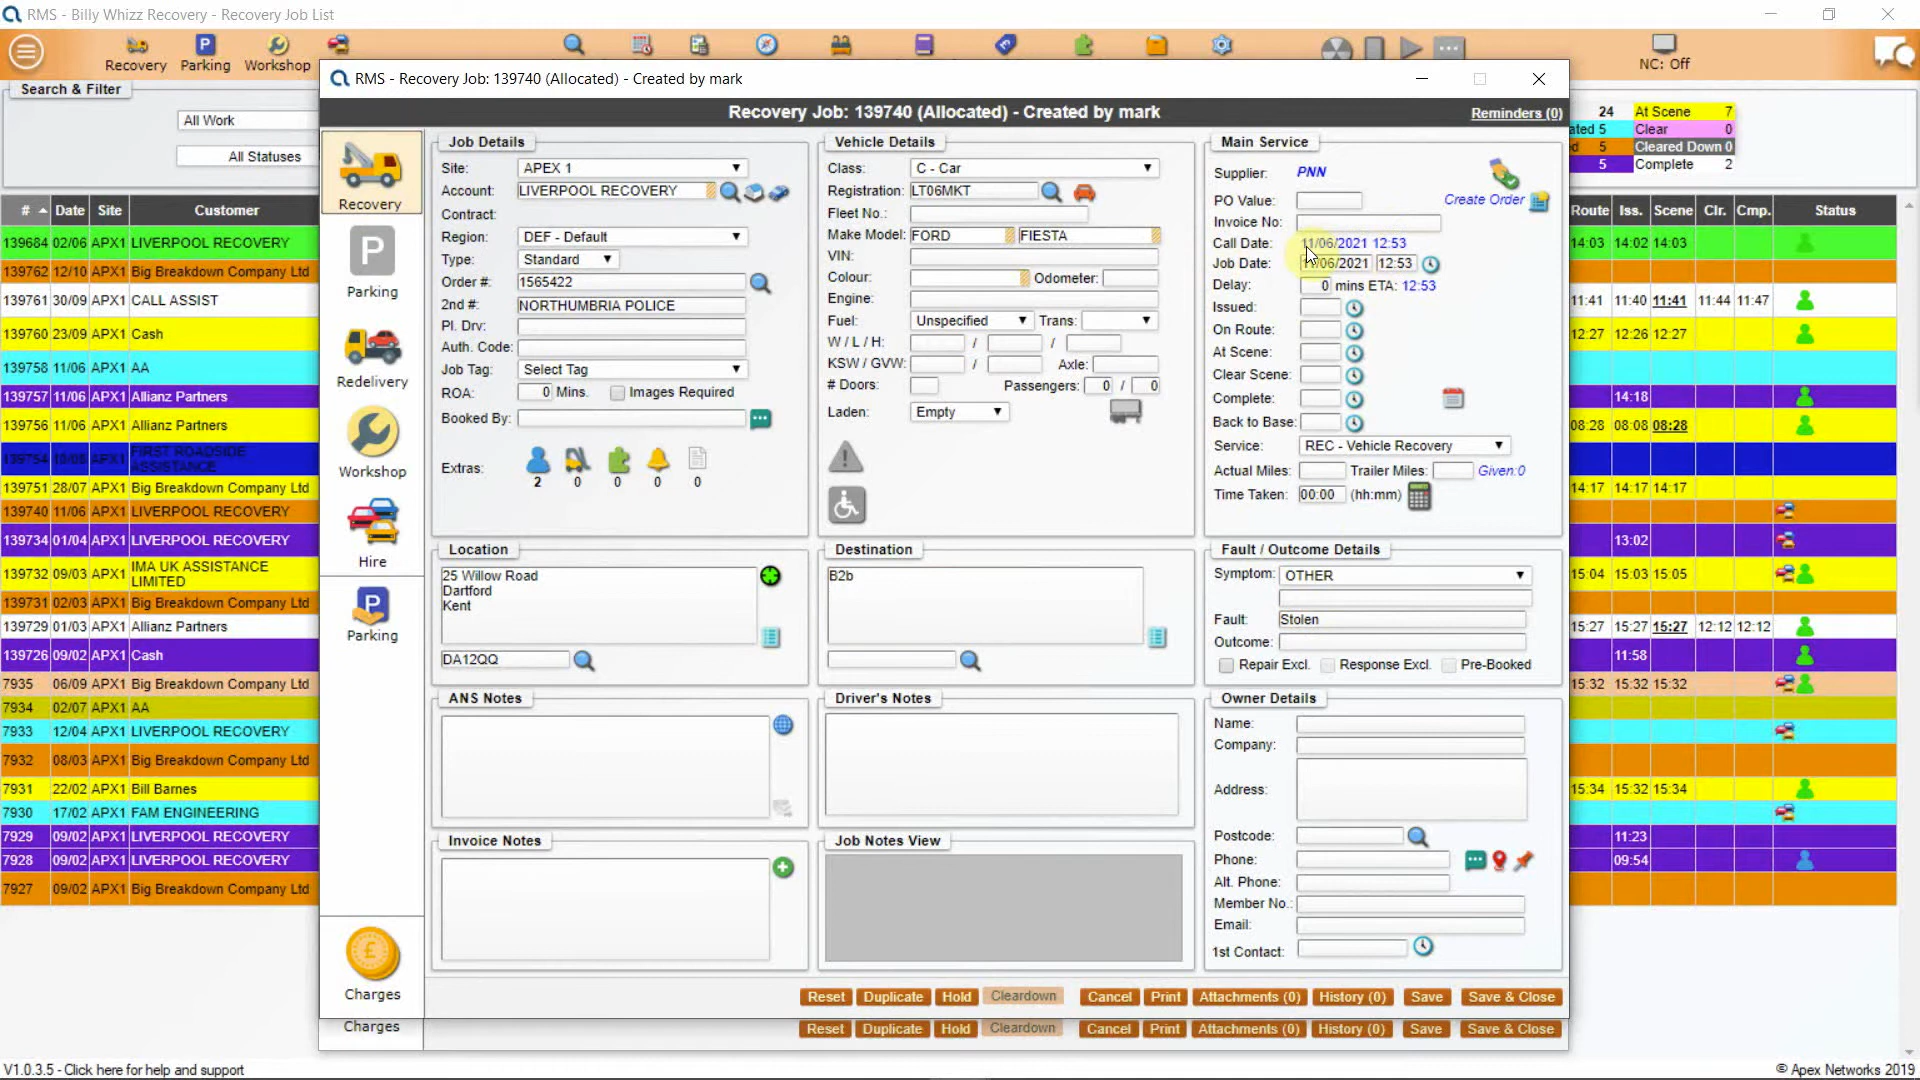 RMS - Billy Whizz Recovery - Recovery Job List
Recovery
Parking
Workshop
NC: Off
Search & Filter
All Work
All Statuses
24 At Scene 7
ated 5 Clear 0
d 5 Cleared Down 0
5 Complete 2
# Date Site Customer
Route Iss. Scene Clr. Cmp. Status
139684 02/06 APX1 LIVERPOOL RECOVERY 14:03 14:02 14:03
139762 12/10 APX1 Big Breakdown Company Ltd
139761 30/09 APX1 CALL ASSIST 11:41 11:40 11:41 11:44 11:47
139760 23/09 APX1 Cash 12:27 12:26 12:27
139758 11/06 APX1 AA
139757 11/06 APX1 Allianz Partners 14:18
139756 11/06 APX1 Allianz Partners 08:28 08:08 08:28
139754 APX1 FIRST ROADSIDE ASSISTANCE
139751 28/07 APX1 Big Breakdown Company Ltd 14:17 14:17 14:17
139740 11/06 APX1 LIVERPOOL RECOVERY
139734 01/04 APX1 LIVERPOOL RECOVERY 13:02
139732 09/03 APX1 IMA UK ASSISTANCE LIMITED 15:04 15:03 15:05
139731 02/03 APX1 Big Breakdown Company Ltd
139729 01/03 APX1 Allianz Partners 15:27 15:27 15:27 12:12 12:12
139726 09/02 APX1 Cash 11:58
7935 06/09 APX1 Big Breakdown Company Ltd 15:32 15:32 15:32
7934 02/07 APX1 AA
7933 12/04 APX1 LIVERPOOL RECOVERY
7932 08/03 APX1 Big Breakdown Company Ltd
7931 22/02 APX1 Bill Barnes 15:34 15:32 15:34
7930 17/02 APX1 FAM ENGINEERING
7929 09/02 APX1 LIVERPOOL RECOVERY 11:23
7928 09/02 APX1 LIVERPOOL RECOVERY 09:54
7927 09/02 APX1 Big Breakdown Company Ltd
RMS - Recovery Job: 139740 (Allocated) - Created by mark
Recovery Job: 139740 (Allocated) - Created by mark
Reminders (0)
Recovery
Parking
Redelivery
Workshop
Hire
Parking
Charges
Charges
Job Details
Site: APEX 1
Account: LIVERPOOL RECOVERY
Contract:
Region: DEF - Default
Type: Standard
Order #: 1565422
2nd #: NORTHUMBRIA POLICE
Pl. Drv:
Auth. Code:
Job Tag: Select Tag
ROA: 0 Mins. Images Required
Booked By:
Extras: 2 0 0 0 0
Vehicle Details
Class: C - Car
Registration: LT06MKT
Fleet No.:
Make Model: FORD FIESTA
VIN:
Colour: Odometer:
Engine:
Fuel: Unspecified Trans:
W / L / H: / /
KSW / GVW: / Axle:
# Doors: Passengers: 0 / 0
Laden: Empty
Main Service
Supplier: PNN
PO Value: Create Order
Invoice No:
Call Date: 11/06/2021 12:53
Job Date: 11/06/2021 12:53
Delay: 0 mins ETA: 12:53
Issued:
On Route:
At Scene:
Clear Scene:
Complete:
Back to Base:
Service: REC - Vehicle Recovery
Actual Miles: Trailer Miles: Given:0
Time Taken: 00:00 (hh:mm)
Location
25 Willow Road
Dartford
Kent
DA12QQ
Destination
B2b
Fault / Outcome Details
Symptom: OTHER
Fault: Stolen
Outcome:
Repair Excl. Response Excl. Pre-Booked
ANS Notes
Driver's Notes
Owner Details
Name:
Company:
Address:
Postcode:
Phone:
Alt. Phone:
Member No.:
Email:
1st Contact:
Invoice Notes
Job Notes View
Reset Duplicate Hold Cleardown Cancel Print Attachments (0) History (0) Save Save & Close
Reset Duplicate Hold Cleardown Cancel Print Attachments (0) History (0) Save Save & Close
V1.0.3.5 - Click here for help and support
© Apex Networks 2019